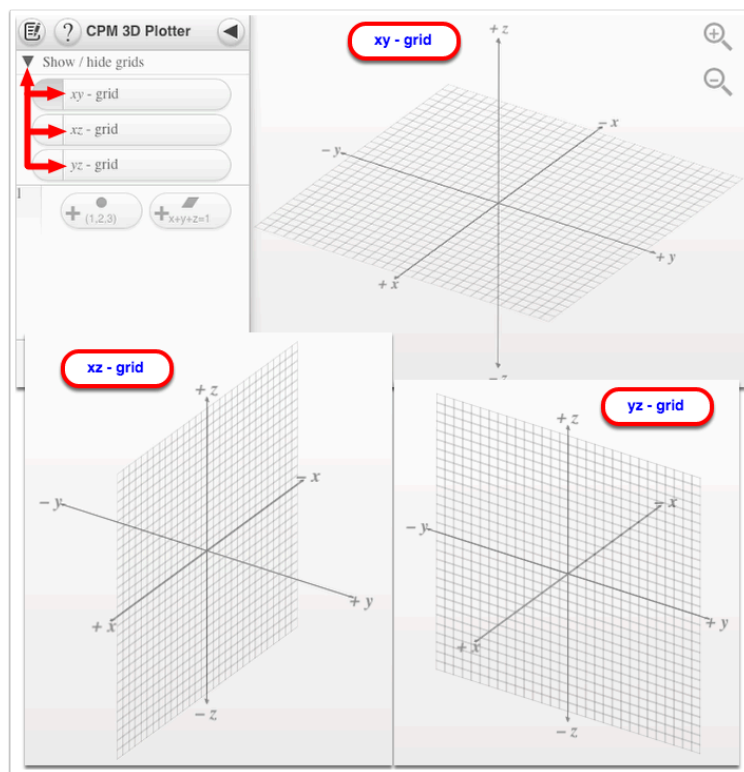 ? CPM 3D Plotter
Show / hide grids
xy - grid
xz - grid
yz - grid
1
(1,2,3)
x+y+z=1
xy - grid
+ z
- x
- y
+ y
+ x
- z
xz - grid
+ z
- x
- y
+ y
+ x
- z
yz - grid
+ z
- x
- y
+ y
+ x
- z